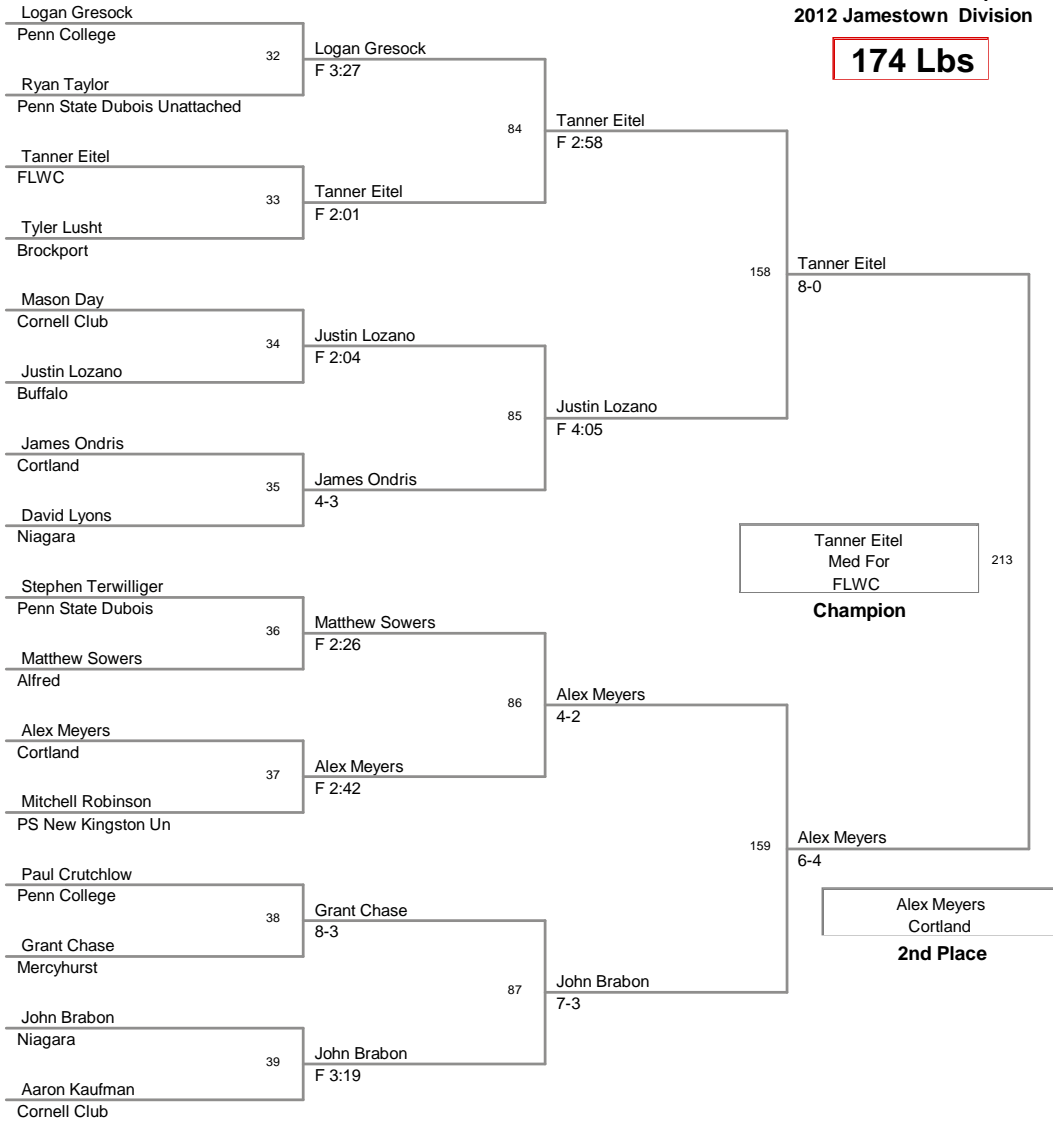 2012 Jamestown Division
174 Lbs
Logan Gresock
Penn College
32
Ryan Taylor
Penn State Dubois Unattached
Logan Gresock
F 3:27
84
Tanner Eitel
FLWC
33
Tyler Lusht
Brockport
Tanner Eitel
F 2:01
Tanner Eitel
F 2:58
158
Mason Day
Cornell Club
34
Justin Lozano
Buffalo
Justin Lozano
F 2:04
85
James Ondris
Cortland
35
David Lyons
Niagara
James Ondris
4-3
Justin Lozano
F 4:05
Tanner Eitel
8-0
213
Tanner Eitel
Med For
FLWC
Champion
Stephen Terwilliger
Penn State Dubois
36
Matthew Sowers
Alfred
Matthew Sowers
F 2:26
86
Alex Meyers
Cortland
37
Mitchell Robinson
PS New Kingston Un
Alex Meyers
F 2:42
Alex Meyers
4-2
159
Paul Crutchlow
Penn College
38
Grant Chase
Mercyhurst
Grant Chase
8-3
87
John Brabon
Niagara
39
Aaron Kaufman
Cornell Club
John Brabon
F 3:19
John Brabon
7-3
Alex Meyers
6-4
Alex Meyers
Cortland
2nd Place